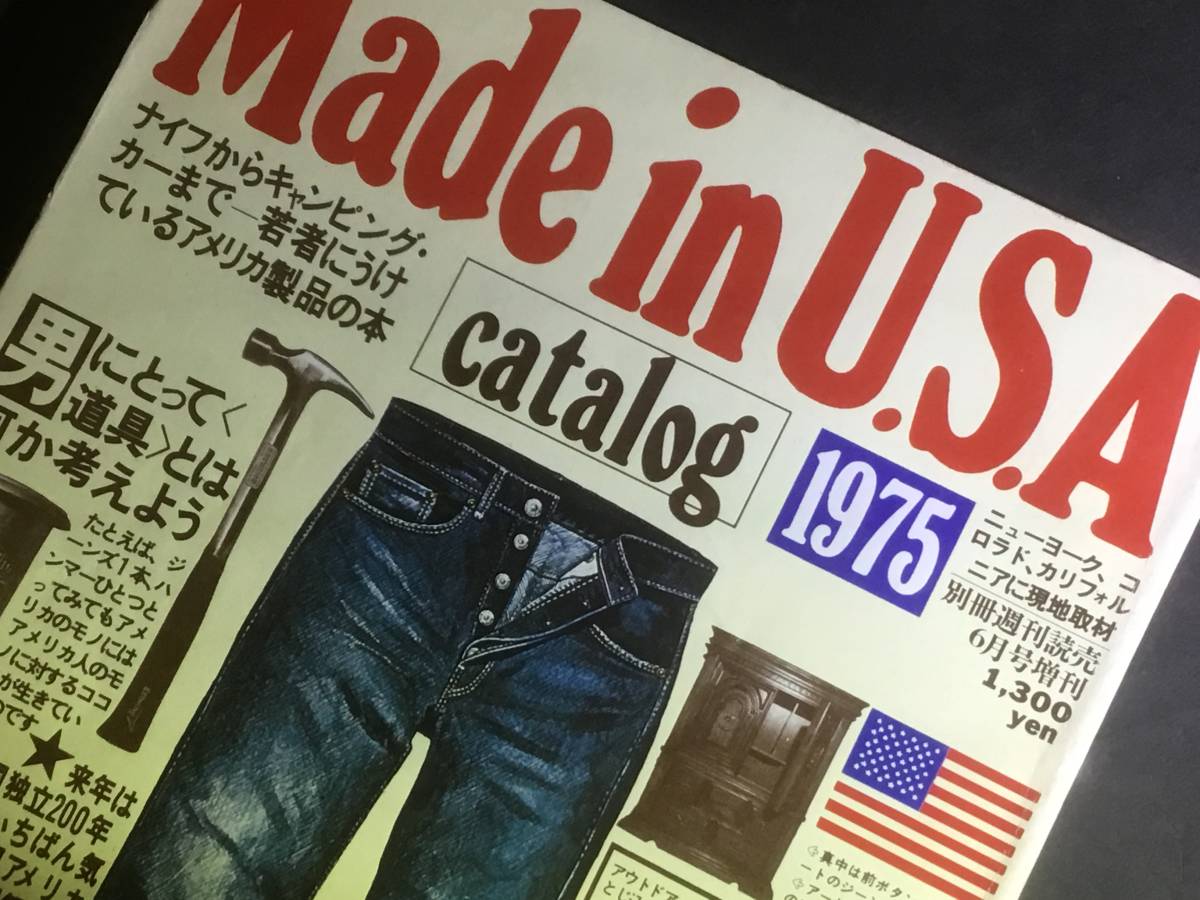 Made in U.S.A
ナイフからキャンピング・
カーまで—若者にうけ
ているアメリカ製品の本
catalog
1975
男にとって〈
道具〉とは
何か考えよう
たとえば、ジ
ーンズ1本、ハ
ンマーひとつと
ってみてもアメ
リカのモノには
アメリカ人のモ
ノに対するココ
が生きてい
のです
ニューヨーク、コ
ロラド、カリフォル
ニアに現地取材
別冊週刊読売
6月号増刊
1,300
yen
★来年は
独立200年
いちばん気
アメリカ
⇦真中は前ボタン
ートのジーン
⇦アー
アウトドア